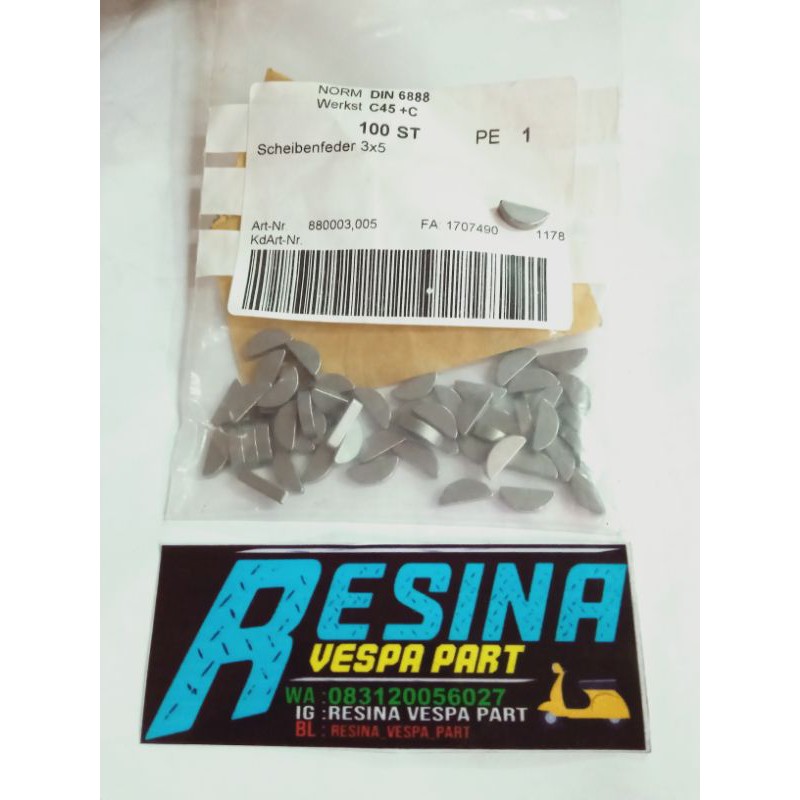 NORM DIN 6888
Werkst C45 +C
100 ST PE 1
Scheibenfeder 3x5
Art-Nr 880003,005 FA: 1707490 1178
KdArt-Nr.
RESINA
VESPA PART
WA :083120056027
IG :RESINA VESPA PART
BL : RESINA_VESPA_PART